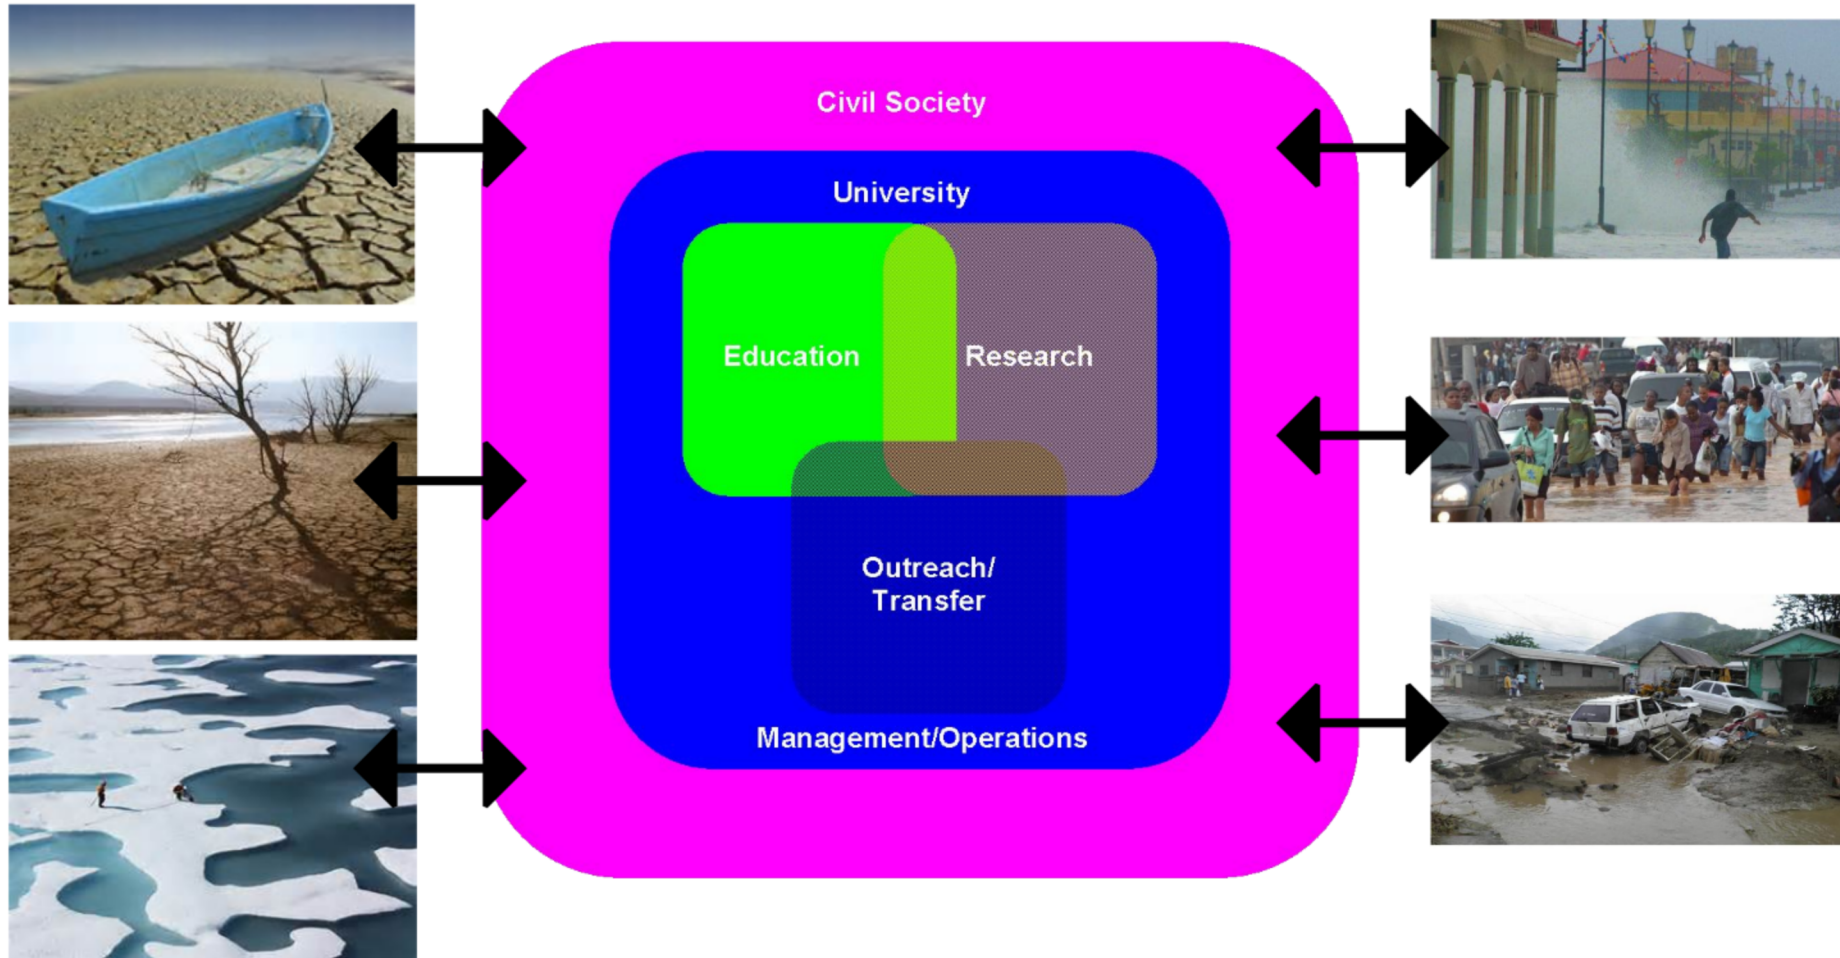 Civil Society
University
Education
Research
Outreach/
Transfer
Management/Operations